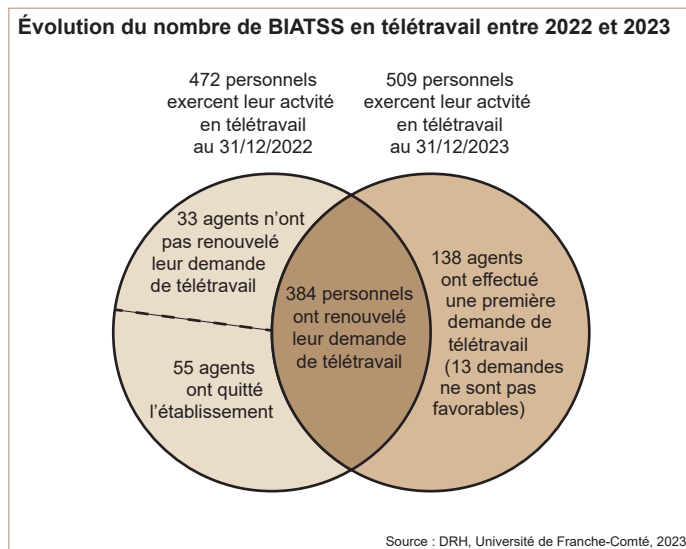 Évolution du nombre de BIATSS en télétravail entre 2022 et 2023
472 personnels
exercent leur actvité
en télétravail
au 31/12/2022
509 personnels
exercent leur activité
en télétravail
au 31/12/2023
33 agents n’ont
pas renouvelé
leur demande
de télétravail
55 agents
ont quitté
l’établissement
384 personnels
ont renouvelé
leur demande
de télétravail
138 agents
ont effectué
une première
demande de
télétravail
(13 demandes
ne sont pas
favorables)
Source : DRH, Université de Franche-Comté, 2023